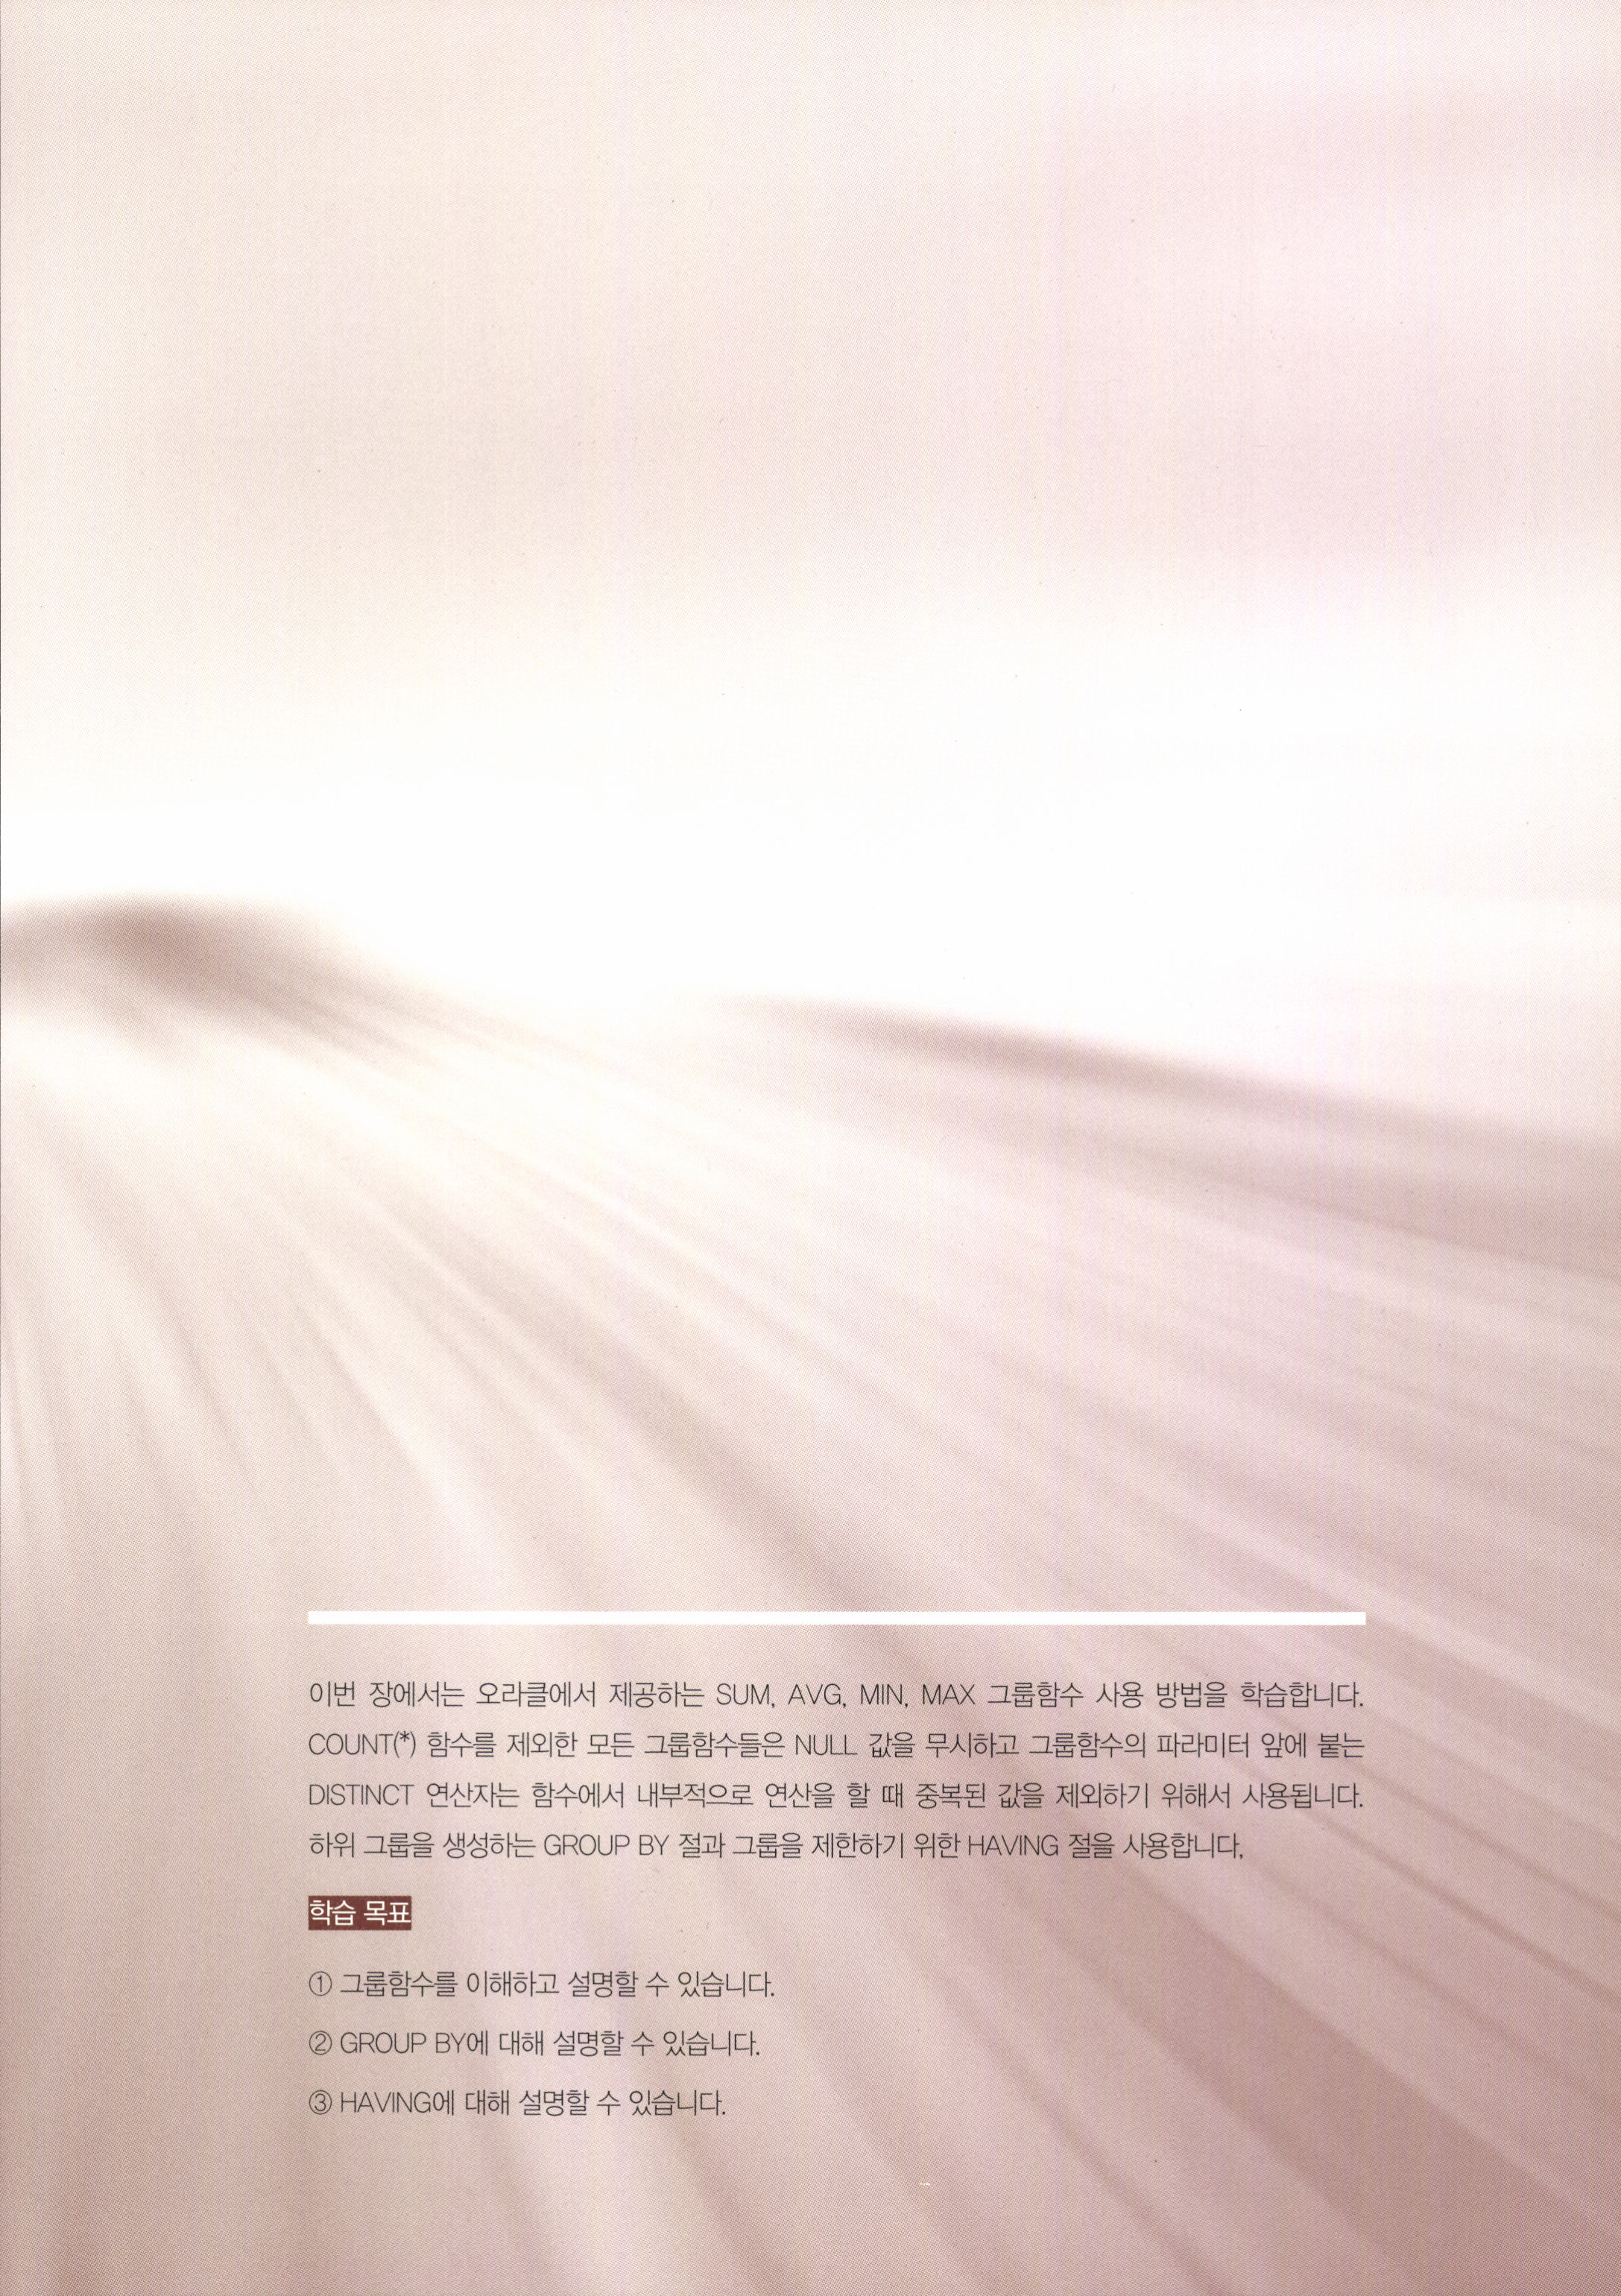 이번 장에서는 오라클에서 제공하는 SUM, AVG, MIN, MAX 그룹함수 사용 방법을 학습합니다.
COUNT(*) 함수를 제외한 모든 그룹함수들은 NULL 값을 무시하고 그룹함수의 파라미터 앞에 붙는
DISTINCT 연산자는 함수에서 내부적으로 연산을 할 때 중복된 값을 제외하기 위해서 사용됩니다.
하위 그룹을 생성하는 GROUP BY 절과 그룹을 제한하기 위한 HAVING 절을 사용합니다.
학습 목표
① 그룹함수를 이해하고 설명할 수 있습니다.
② GROUP BY에 대해 설명할 수 있습니다.
③ HAVING에 대해 설명할 수 있습니다.